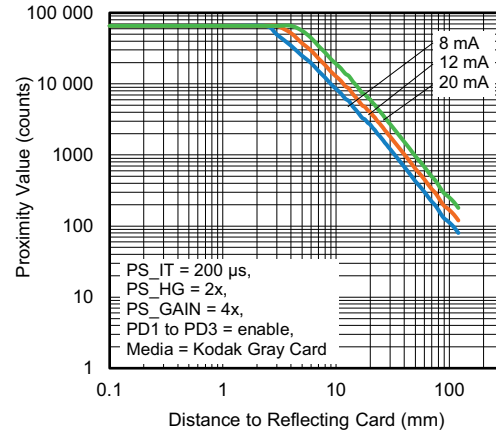 100 000
10 000
1000
100
10
1
Proximity Value (counts)
8 mA
12 mA
20 mA
PS_IT = 200 µs,
PS_HG = 2x,
PS_GAIN = 4x,
PD1 to PD3 = enable,
Media = Kodak Gray Card
0.1
1
10
100
Distance to Reflecting Card (mm)